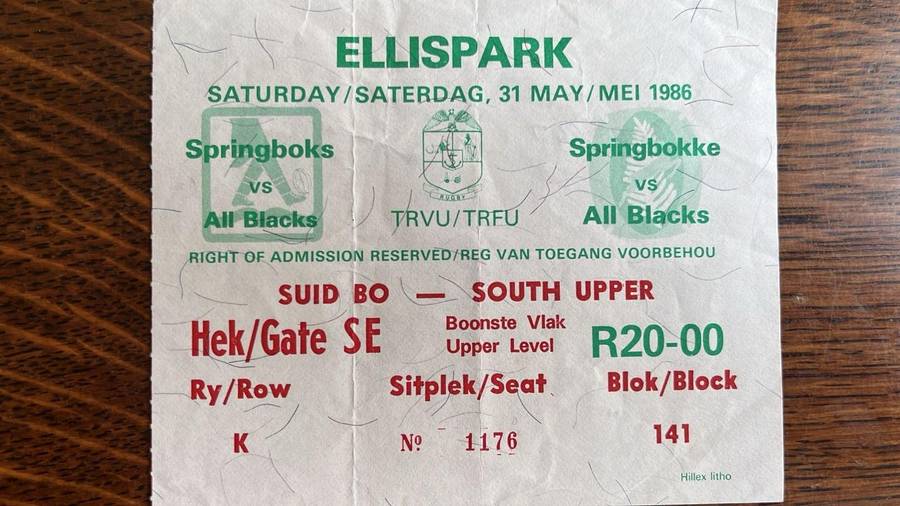 ELLISPARK
SATURDAY/SATERDAG, 31 MAY/MEI 1986
Springboks
vs
All Blacks
RUGBY
TRVU/TRFU
Springbokke
vs
All Blacks
RIGHT OF ADMISSION RESERVED/REG VAN TOEGANG VOORBEHOU
SUID BO — SOUTH UPPER
Hek/Gate SE
Boonste Vlak
Upper Level
R20-00
Ry/Row
Sitplek/Seat
Blok/Block
K
Nº 1176
141
Hillex litho